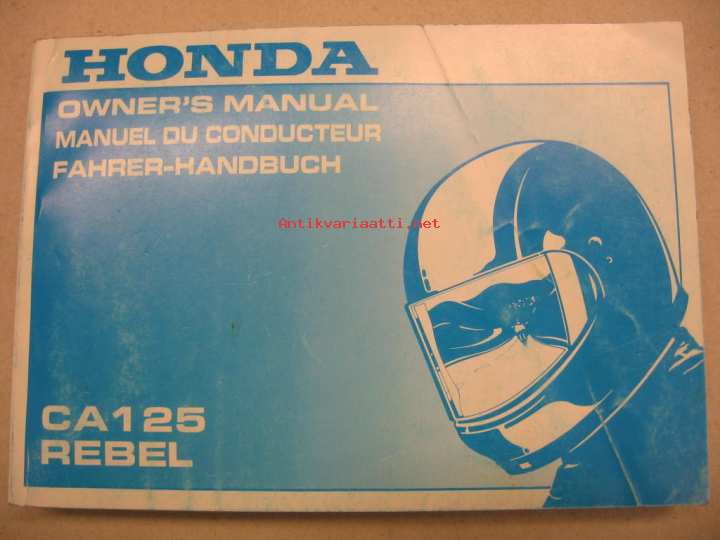 HONDA
OWNER'S MANUAL
MANUEL DU CONDUCTEUR
FAHRER-HANDBUCH
Antikvariaatti.net
CA125
REBEL